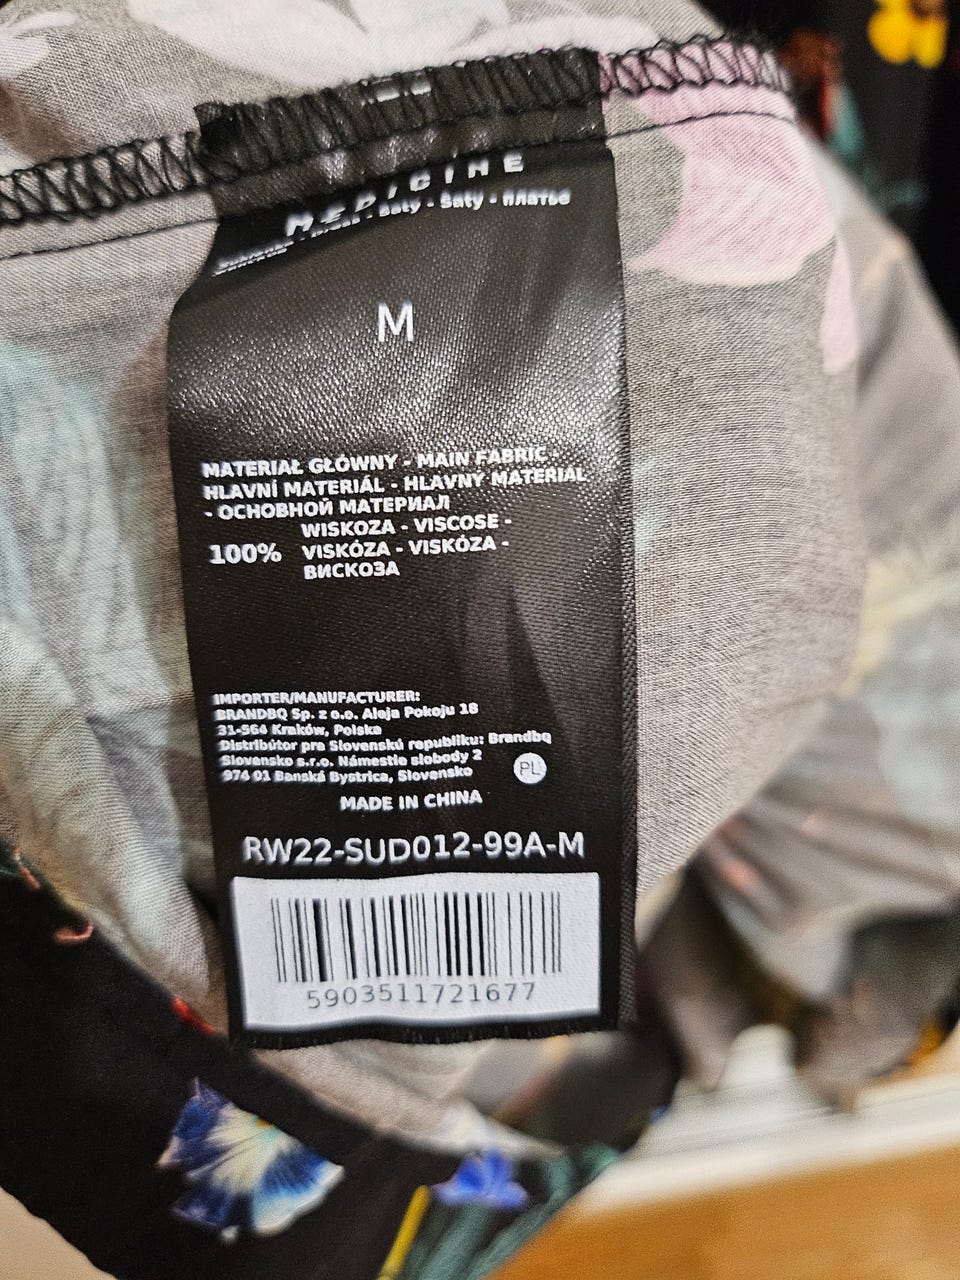 MEDICINE
Sukienka - Dress - Šaty - Šaty - платье
M
MATERIAŁ GŁÓWNY - MAIN FABRIC -
HLAVNÍ MATERIÁL - HLAVNÝ MATERIÁL
- ОСНОВНОЙ МАТЕРИАЛ
WISKOZA - VISCOSE -
100% VISKÓZA - VISKÓZA -
ВИСКОЗА
IMPORTER/MANUFACTURER:
BRANDBQ Sp. z o.o. Aleja Pokoju 18
31-564 Kraków, Polska
Distribútor pre Slovenskú republiku: Brandbq
Slovensko s.r.o. Námestie slobody 2
974 01 Banská Bystrica, Slovensko
PL
MADE IN CHINA
RW22-SUD012-99A-M
5903511721677